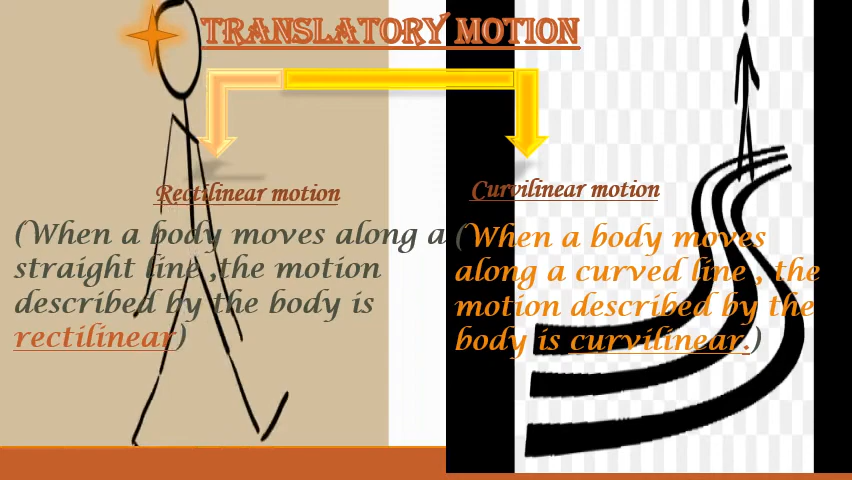 TRANSLATORY MOTION
Rectilinear motion
(When a body moves along a
straight line ,the motion
described by the body is
rectilinear)
Curvilinear motion
(When a body moves
along a curved line , the
motion described by the
body is curvilinear.)